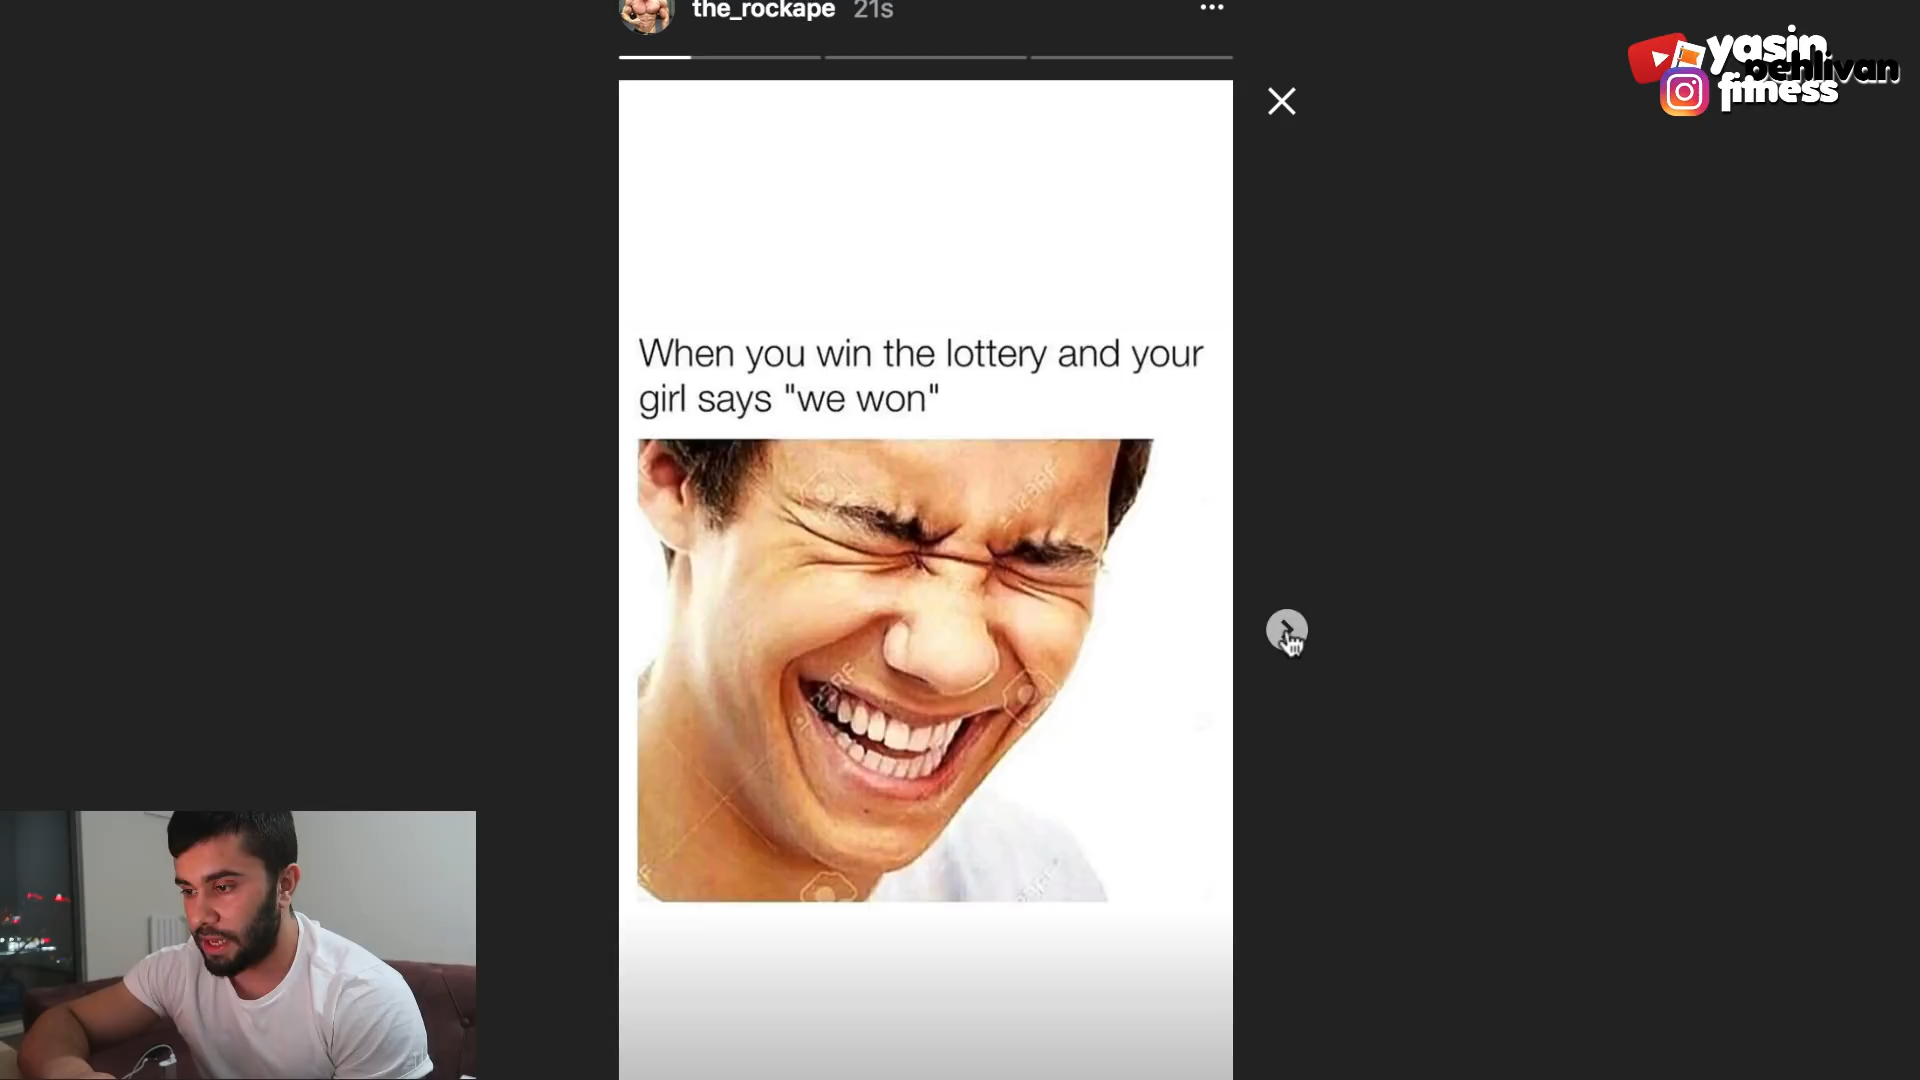 the_rockape 21s
yasin
pehlivan
fitness
When you win the lottery and your
girl says "we won"